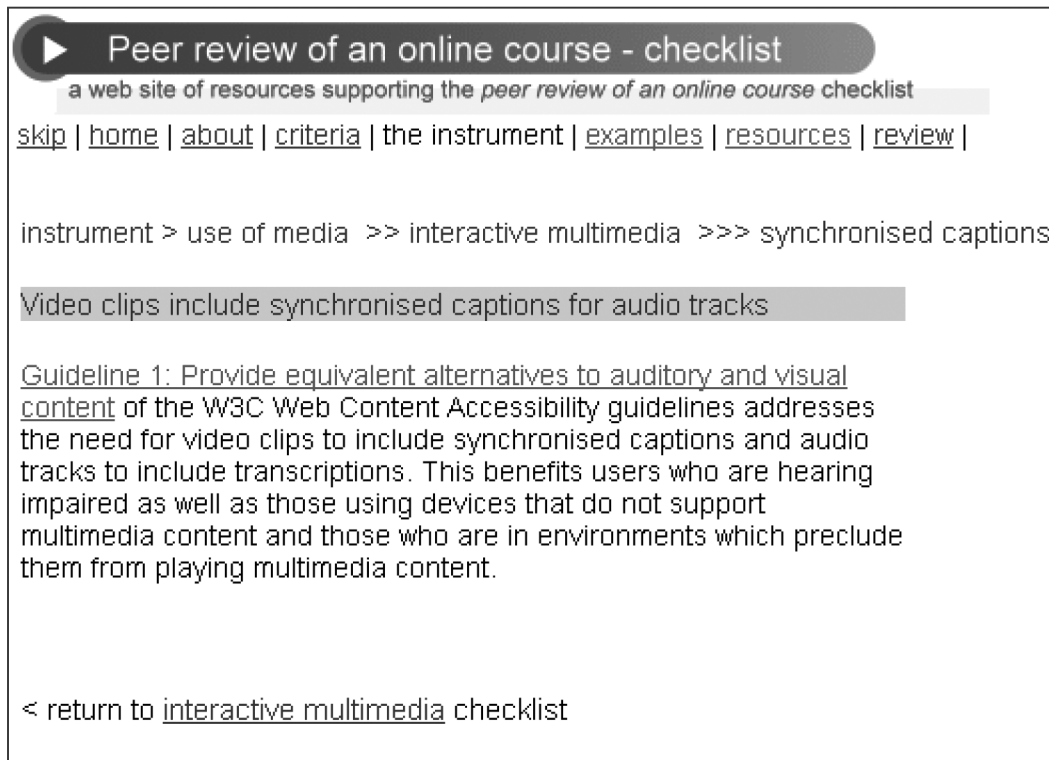 Peer review of an online course - checklist
a web site of resources supporting the peer review of an online course checklist
skip | home | about | criteria | the instrument | examples | resources | review |
instrument > use of media >> interactive multimedia >>> synchronised captions
Video clips include synchronised captions for audio tracks
Guideline 1: Provide equivalent alternatives to auditory and visual
content of the W3C Web Content Accessibility guidelines addresses
the need for video clips to include synchronised captions and audio
tracks to include transcriptions. This benefits users who are hearing
impaired as well as those using devices that do not support
multimedia content and those who are in environments which preclude
them from playing multimedia content.
< return to interactive multimedia checklist